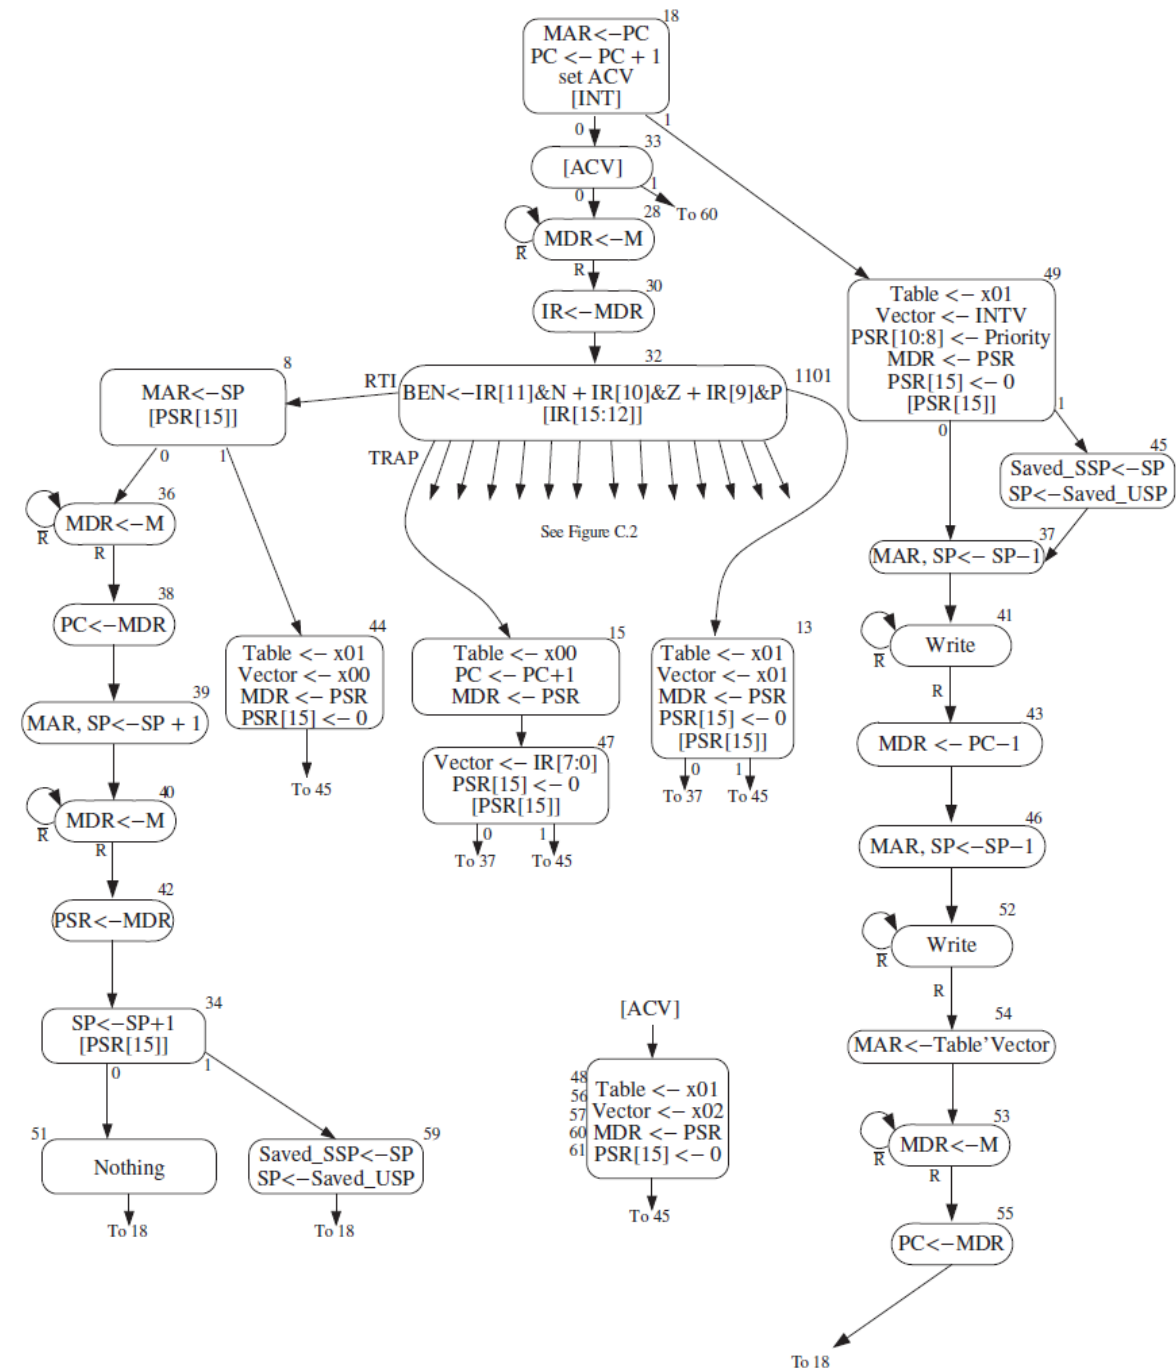 18
MAR<-PC
PC <- PC + 1
set ACV
[INT]
0
1
33
[ACV]
0
1
To 60
28
MDR<-M
R̅
R
30
IR<-MDR
32
BEN<-IR[11]&N + IR[10]&Z + IR[9]&P
[IR[15:12]]
RTI
TRAP
1101
See Figure C.2
8
MAR<-SP
[PSR[15]]
0
1
36
MDR<-M
R̅
R
38
PC<-MDR
39
MAR, SP<-SP + 1
40
MDR<-M
R̅
R
42
PSR<-MDR
34
SP<-SP+1
[PSR[15]]
0
1
51
Nothing
To 18
59
Saved_SSP<-SP
SP<-Saved_USP
To 18
44
Table <- x01
Vector <- x00
MDR <- PSR
PSR[15] <- 0
To 45
15
Table <- x00
PC <- PC+1
MDR <- PSR
47
Vector <- IR[7:0]
PSR[15] <- 0
[PSR[15]]
0
1
To 37
To 45
13
Table <- x01
Vector <- x01
MDR <- PSR
PSR[15] <- 0
[PSR[15]]
0
1
To 37
To 45
[ACV]
48
56
57
60
61
Table <- x01
Vector <- x02
MDR <- PSR
PSR[15] <- 0
To 45
49
Table <- x01
Vector <- INTV
PSR[10:8] <- Priority
MDR <- PSR
PSR[15] <- 0
[PSR[15]]
0
1
45
Saved_SSP<-SP
SP<-Saved_USP
37
MAR, SP<- SP-1
41
Write
R̅
R
43
MDR <- PC-1
46
MAR, SP<-SP-1
52
Write
R̅
R
54
MAR<-Table'Vector
53
MDR<-M
R̅
R
55
PC<-MDR
To 18